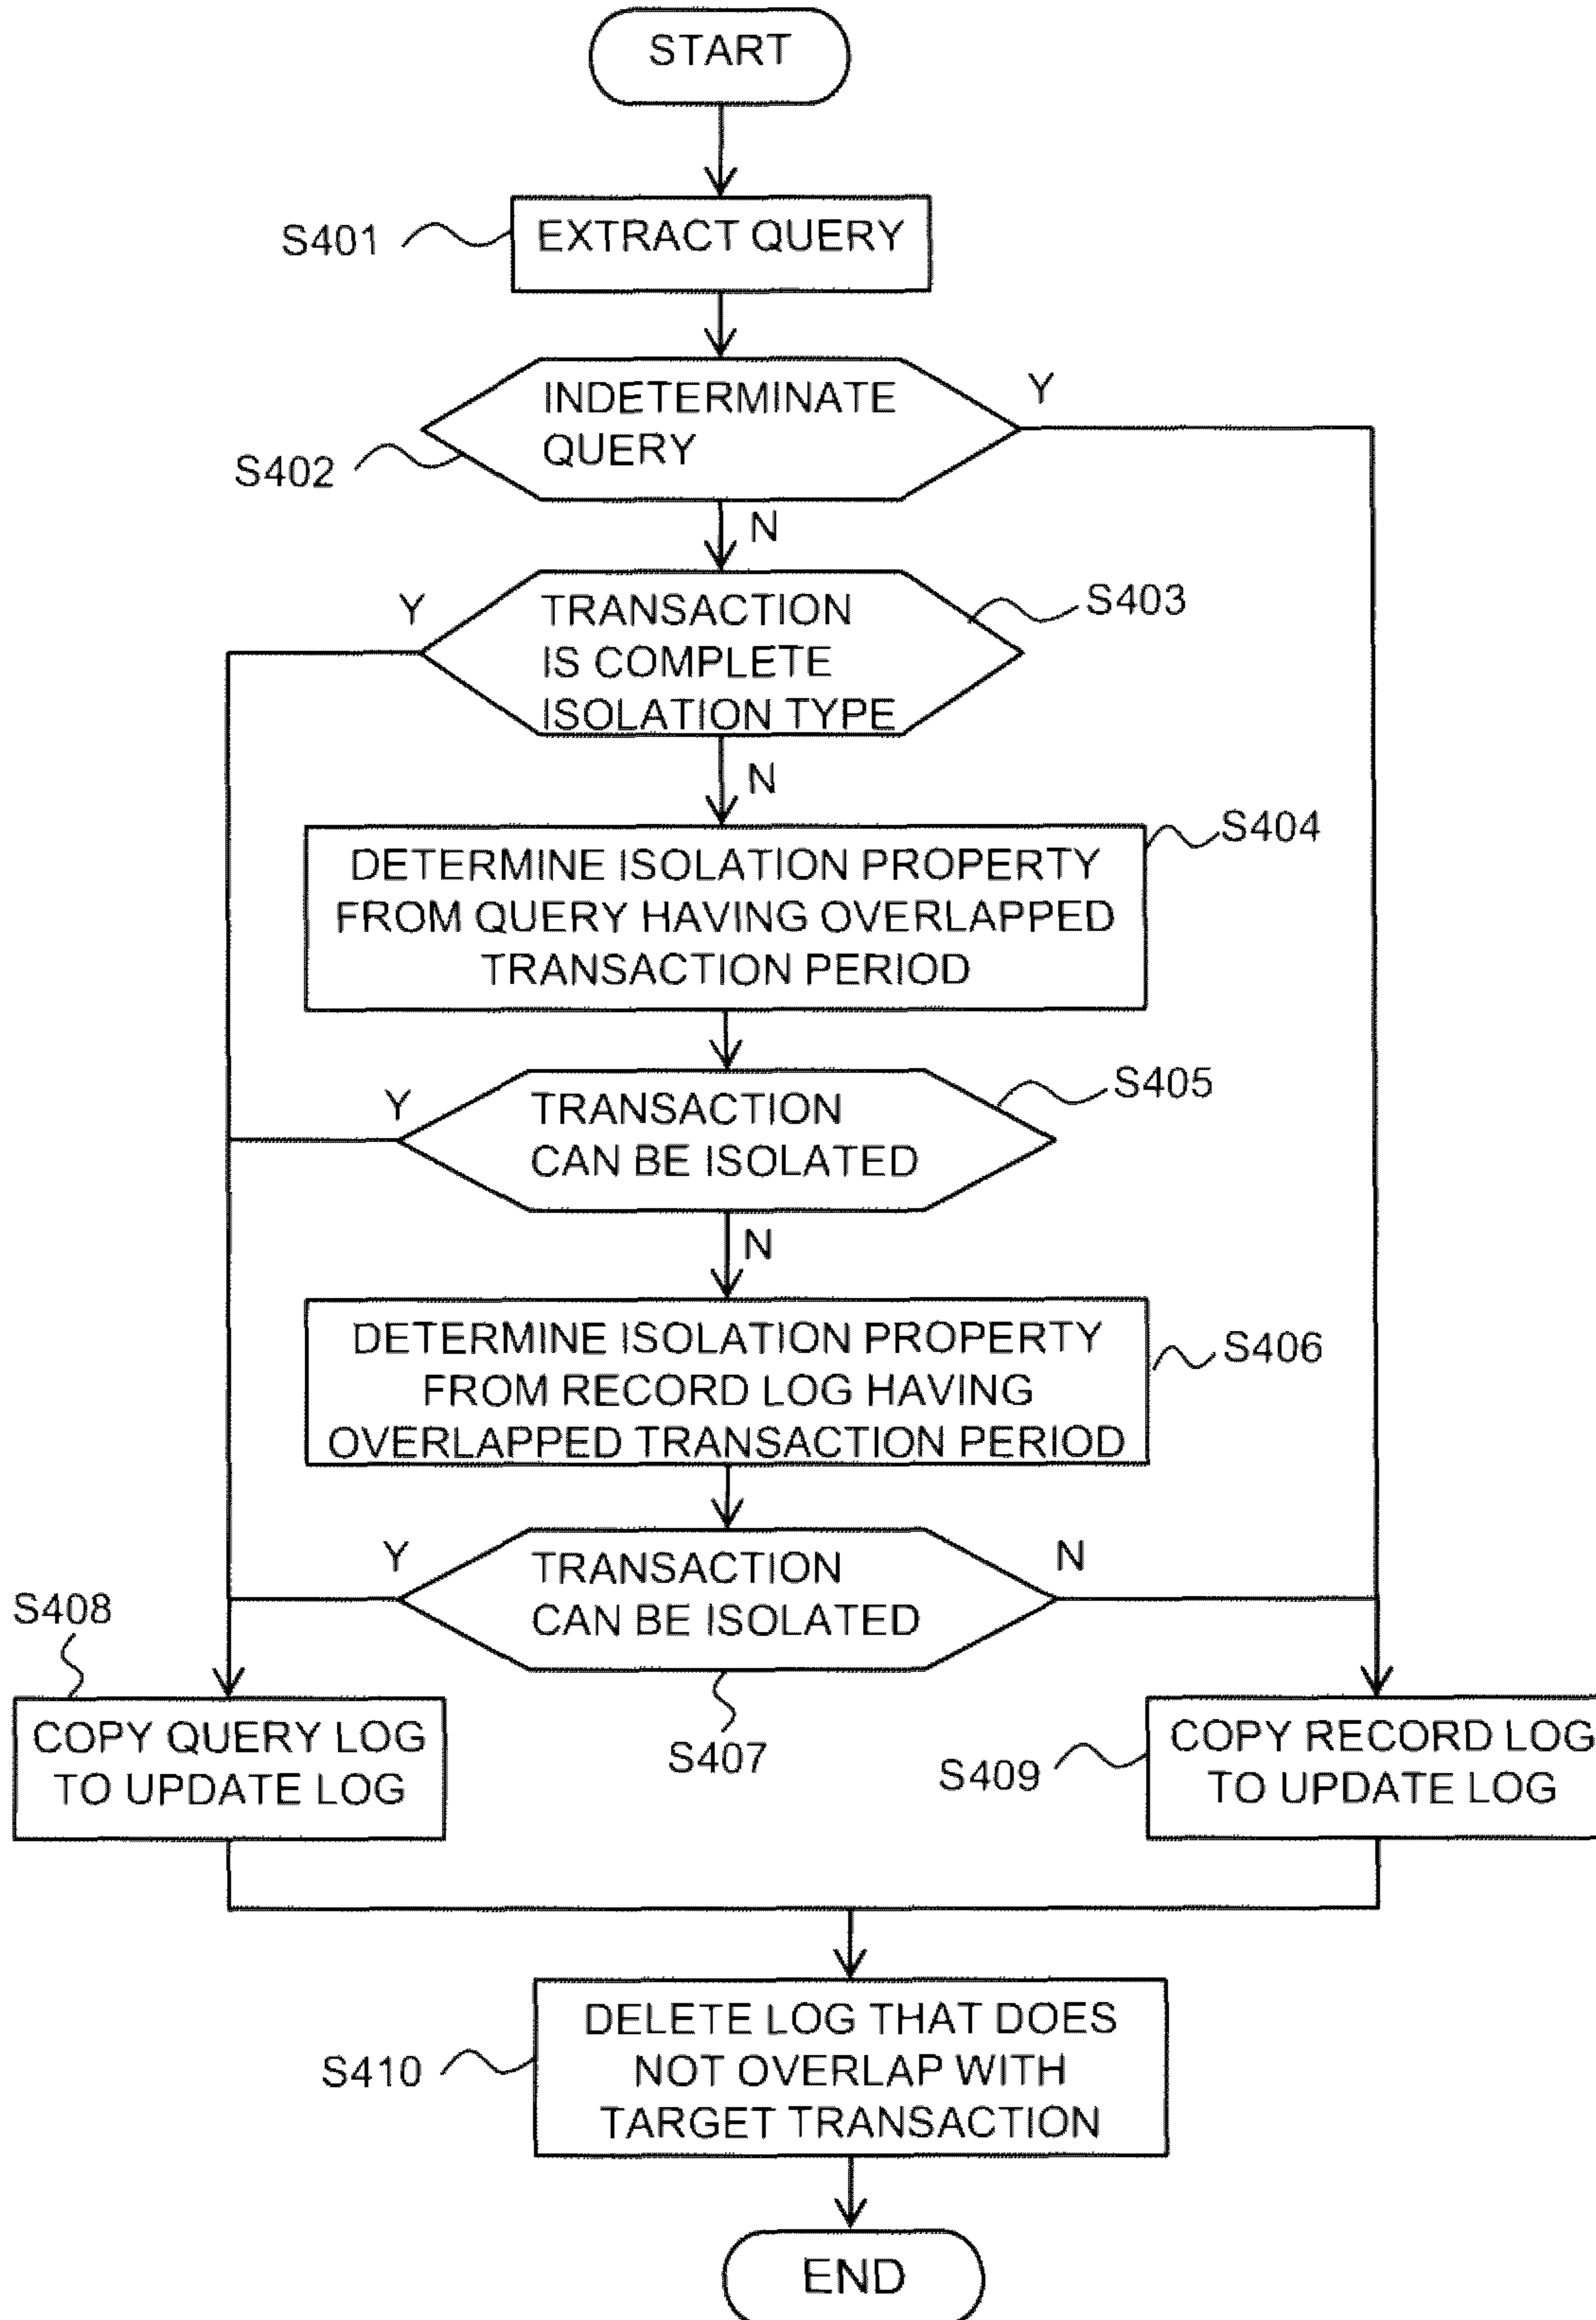 START
S401
EXTRACT QUERY
INDETERMINATE
QUERY
Y
S402
N
Y
TRANSACTION
IS COMPLETE
ISOLATION TYPE
S403
N
S404
DETERMINE ISOLATION PROPERTY
FROM QUERY HAVING OVERLAPPED
TRANSACTION PERIOD
Y
TRANSACTION
CAN BE ISOLATED
S405
N
DETERMINE ISOLATION PROPERTY
FROM RECORD LOG HAVING
OVERLAPPED TRANSACTION PERIOD
S406
Y
TRANSACTION
CAN BE ISOLATED
N
S408
S407
COPY QUERY LOG
TO UPDATE LOG
S409
COPY RECORD LOG
TO UPDATE LOG
S410
DELETE LOG THAT DOES
NOT OVERLAP WITH
TARGET TRANSACTION
END